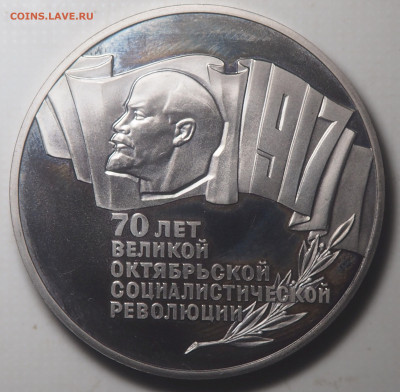 COINS.LAVE.RU
1917
70 ЛЕТ
ВЕЛИКОЙ
ОКТЯБРЬСКОЙ
СОЦИАЛИСТИЧЕСКОЙ
РЕВОЛЮЦИИ